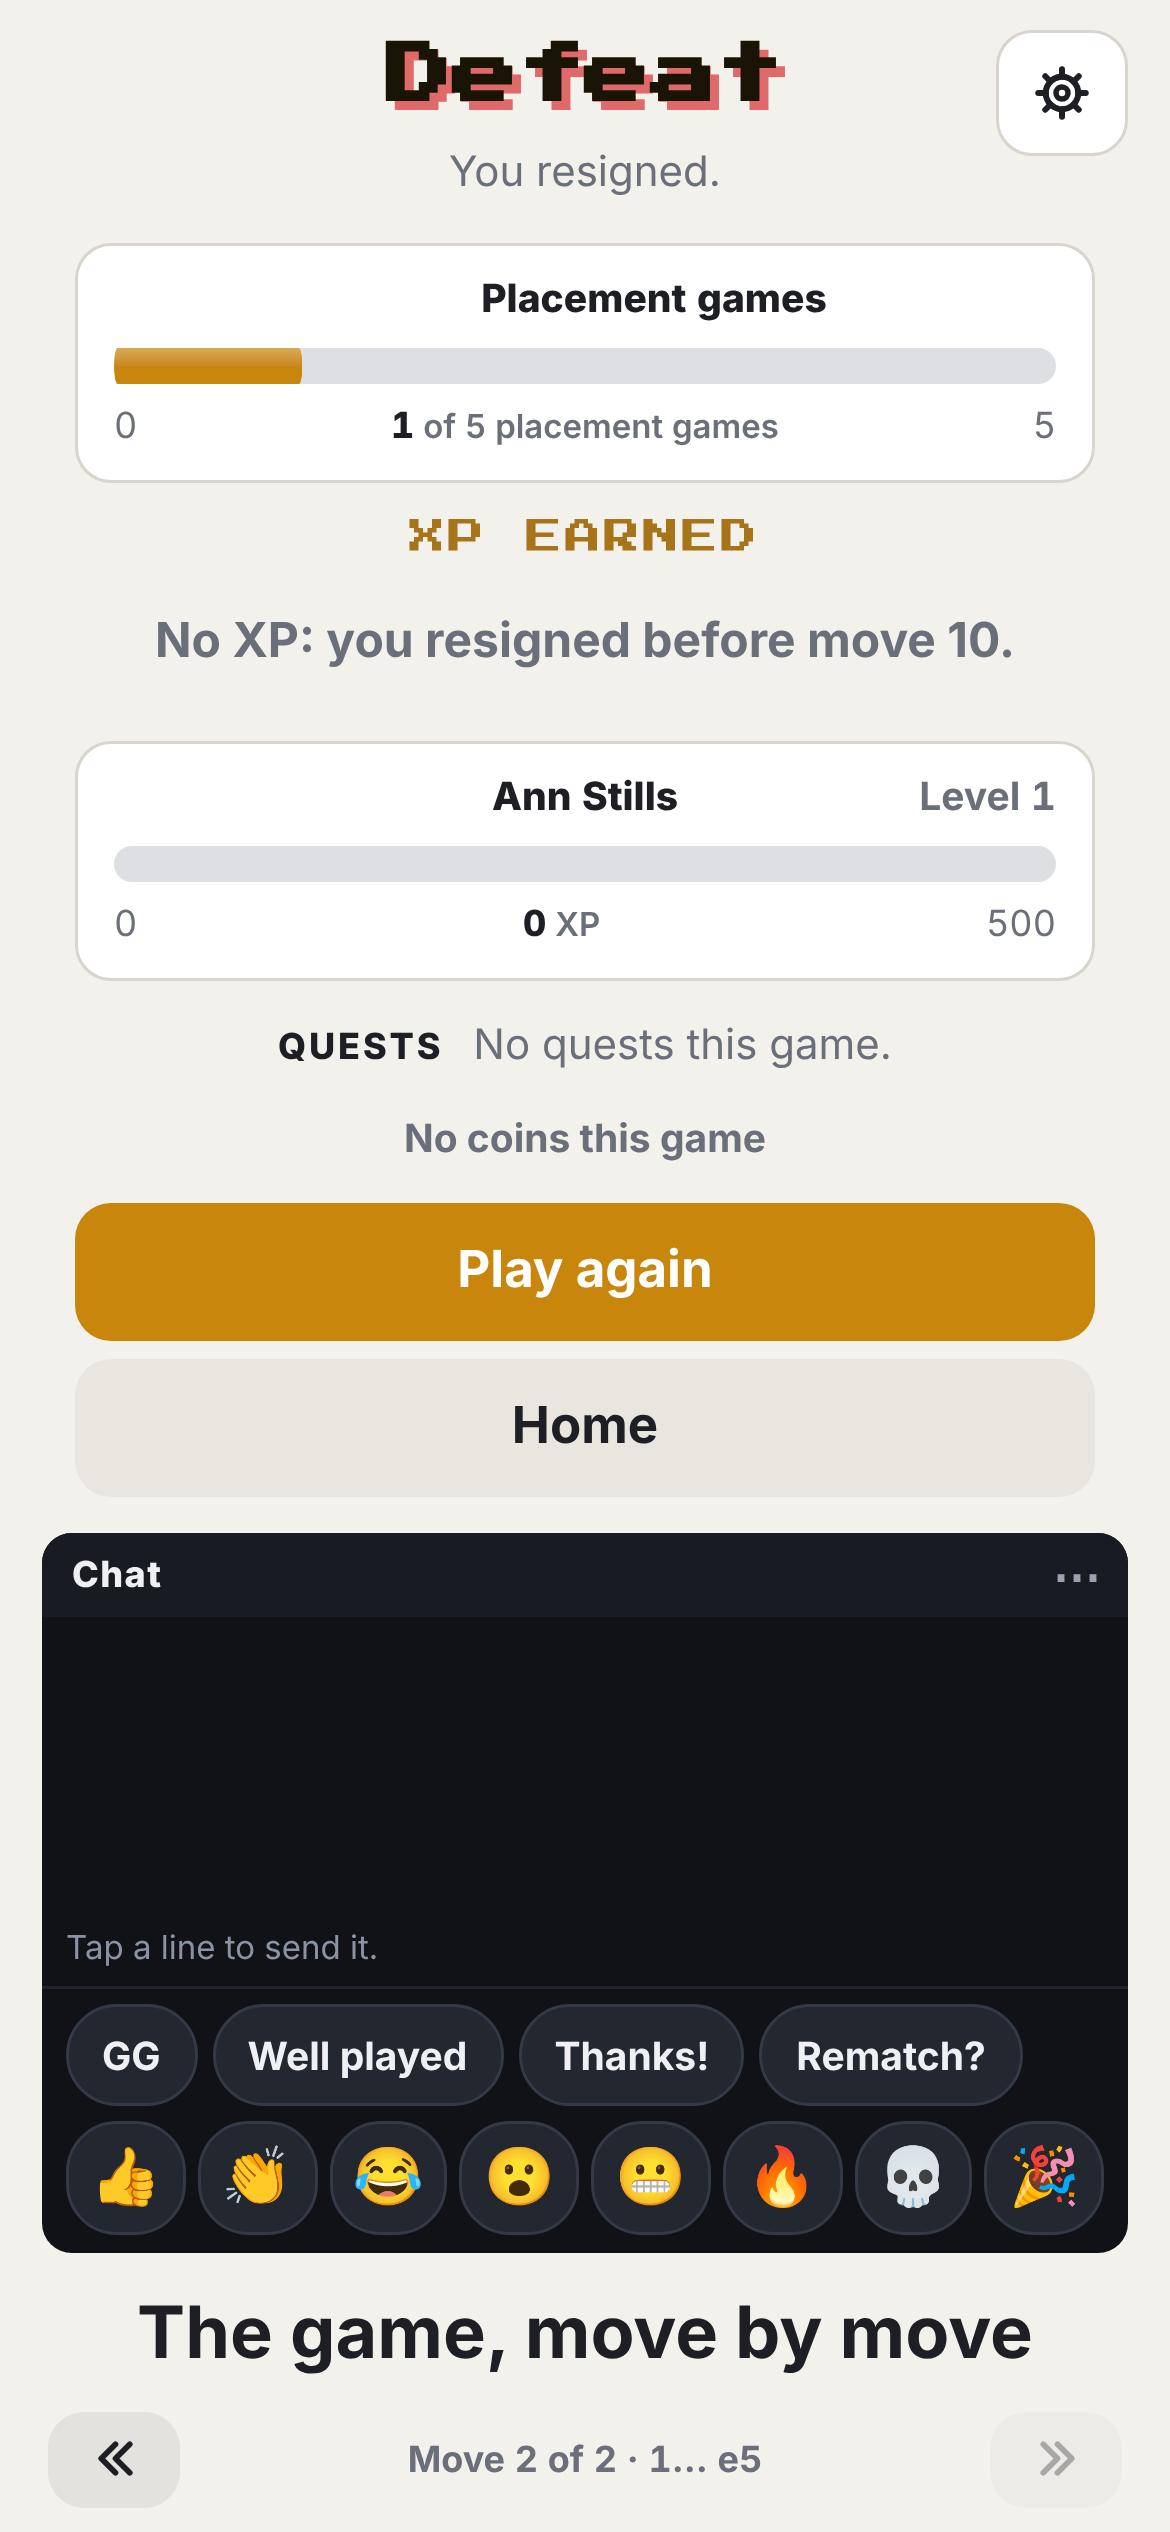 Defeat
You resigned.
Placement games
0 1 of 5 placement games 5
XP EARNED
No XP: you resigned before move 10.
Ann Stills Level 1
0 0 XP 500
QUESTS No quests this game.
No coins this game
Play again
Home
Chat ...
Tap a line to send it.
GG Well played Thanks! Rematch?
The game, move by move
Move 2 of 2 · 1... e5